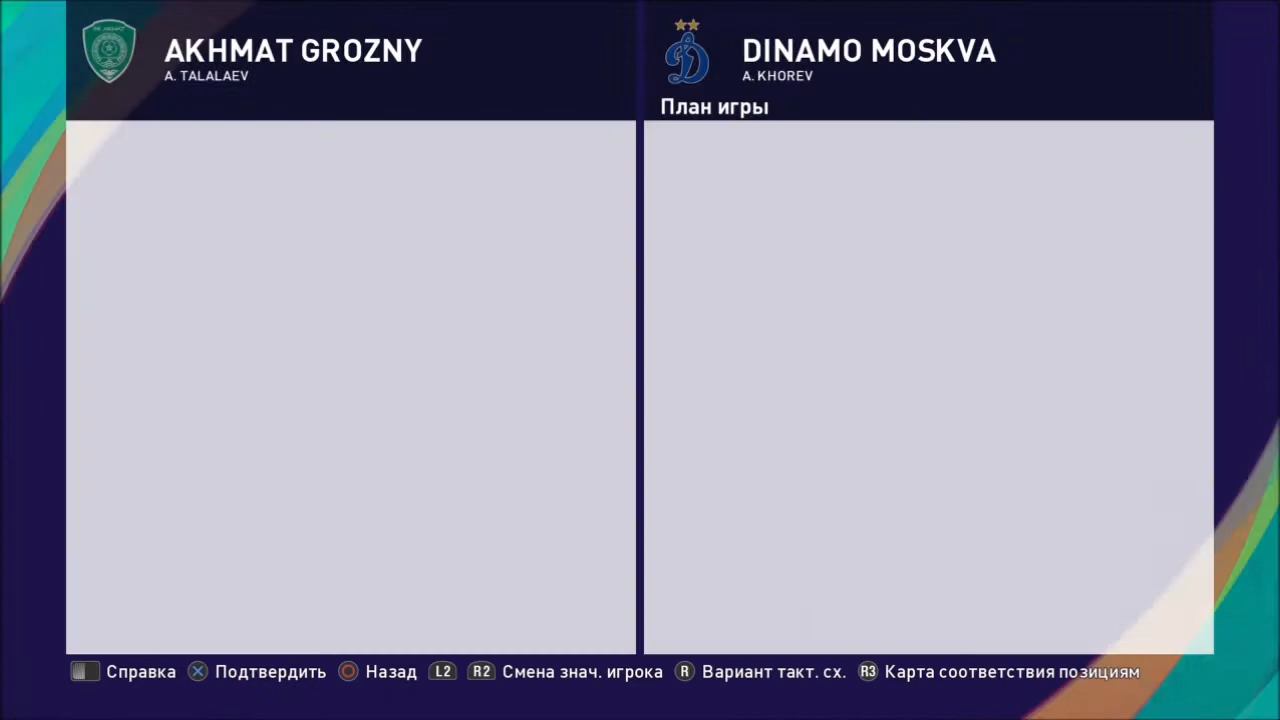 AKHMAT GROZNY
A. TALALAEV
DINAMO MOSKVA
A. KHOREV
План игры
Справка Подтвердить Назад L2 R2 Смена знач. игрока R Вариант такт. сх. R3 Карта соответствия позициям